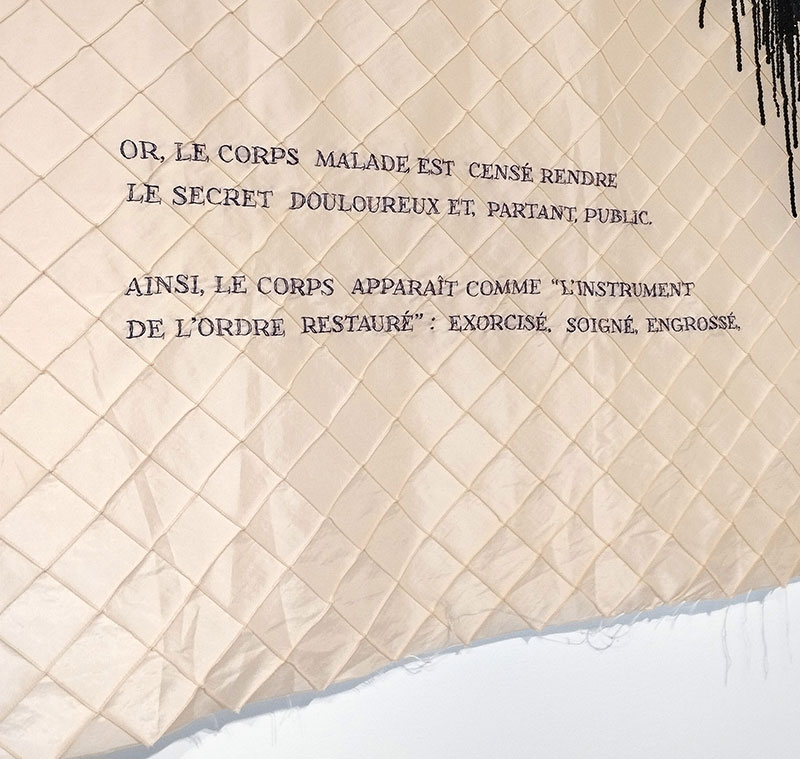 OR, LE CORPS MALADE EST CENSÉ RENDRE
LE SECRET DOULOUREUX ET, PARTANT, PUBLIC.
AINSI, LE CORPS APPARAÎT COMME “L’INSTRUMENT
DE L’ORDRE RESTAURÉ” : EXORCISÉ, SOIGNÉ, ENGROSSÉ,